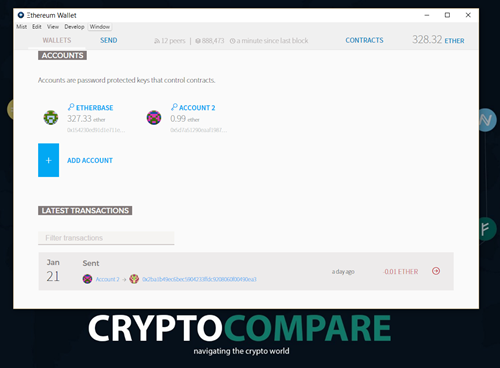 Ethereum Wallet
Mist Edit View Develop Window
WALLETS SEND 12 peers | 888,473 a minute since last block CONTRACTS 328.32 ETHER
ACCOUNTS
Accounts are password protected keys that control contracts.
ETHERBASE
327.33 ether
ACCOUNT 2
0.99 ether
+ ADD ACCOUNT
LATEST TRANSACTIONS
Filter transactions
Jan
21
Sent
Account 2
a day ago
-0.01 ETHER
CRYPTOCOMPARE
navigating the crypto world